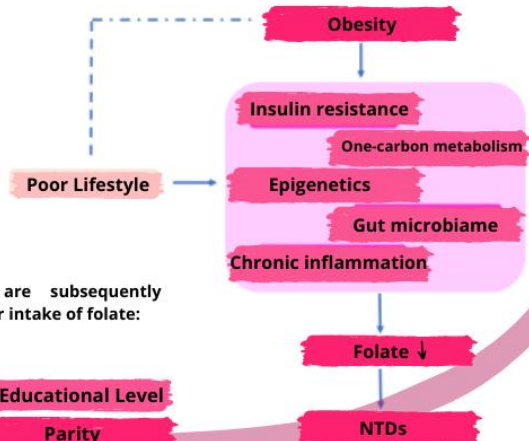 Obesity
Insulin resistance
One-carbon metabolism
Poor Lifestyle
Epigenetics
Gut microbiame
Chronic inflammation
are subsequently
intake of folate:
Folate ↓
Educational Level
Parity
NTDs